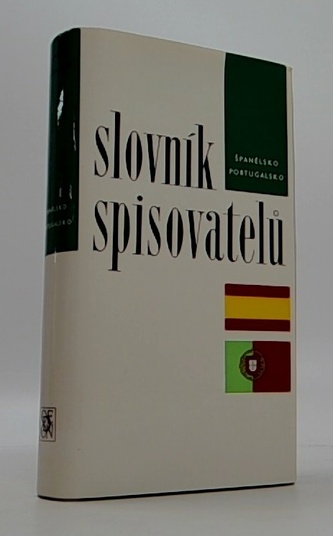 slovník
spisovatelů
ŠPANĚLSKO
PORTUGALSKO